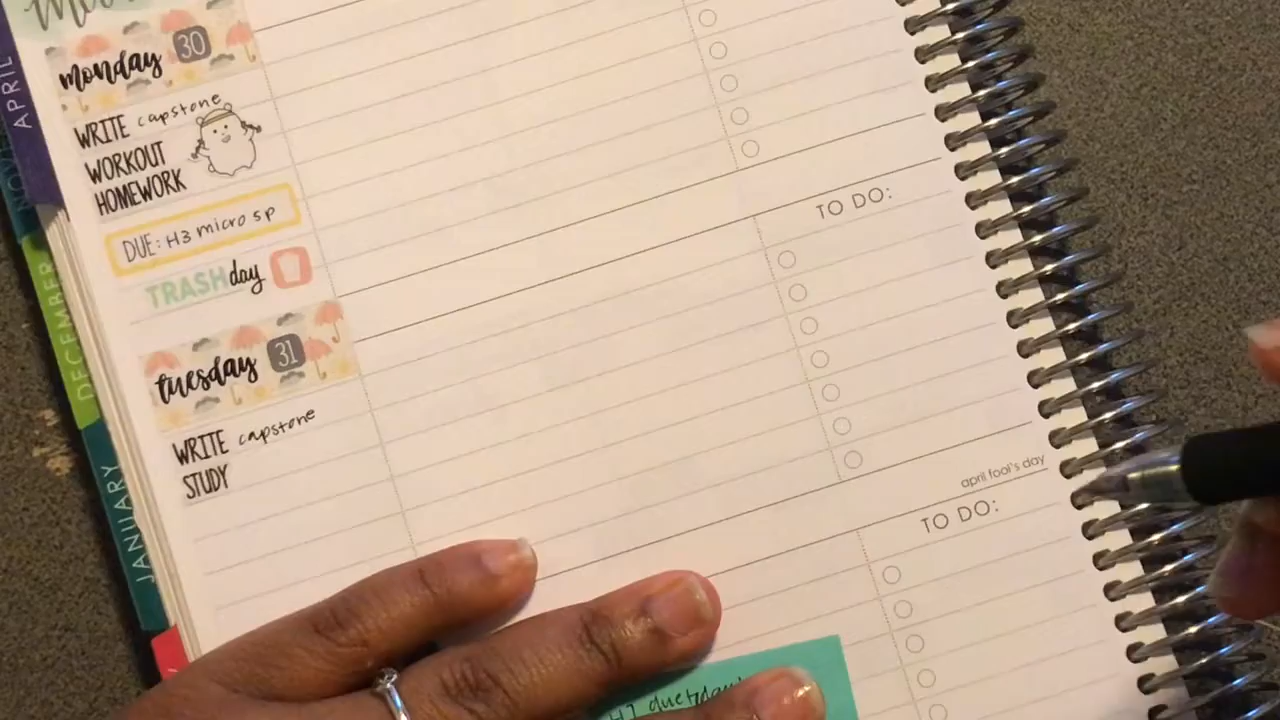 APRIL
monday 30
WRITE capstone
WORKOUT
HOMEWORK
DUE: H3 micro sp
TRASH day
TO DO:
DECEMBER
tuesday 31
WRITE capstone
STUDY
JANUARY
april fool's day
TO DO: